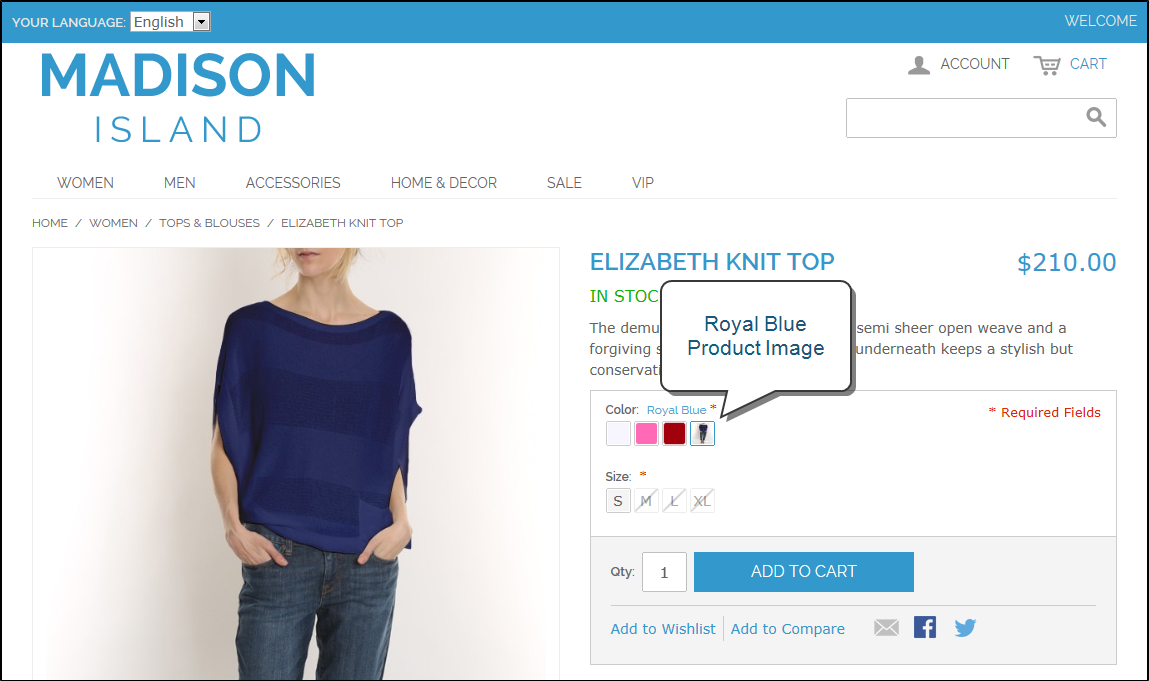 YOUR LANGUAGE: English
WELCOME
MADISON
ISLAND
ACCOUNT
CART
WOMEN MEN ACCESSORIES HOME & DECOR SALE VIP
HOME / WOMEN / TOPS & BLOUSES / ELIZABETH KNIT TOP
ELIZABETH KNIT TOP
$210.00
IN STOC
Royal Blue
Product Image
The demu semi sheer open weave and a
forgiving s underneath keeps a stylish but
conservati
Color: Royal Blue *
* Required Fields
Size: *
S M L XL
Qty: 1 ADD TO CART
Add to Wishlist Add to Compare